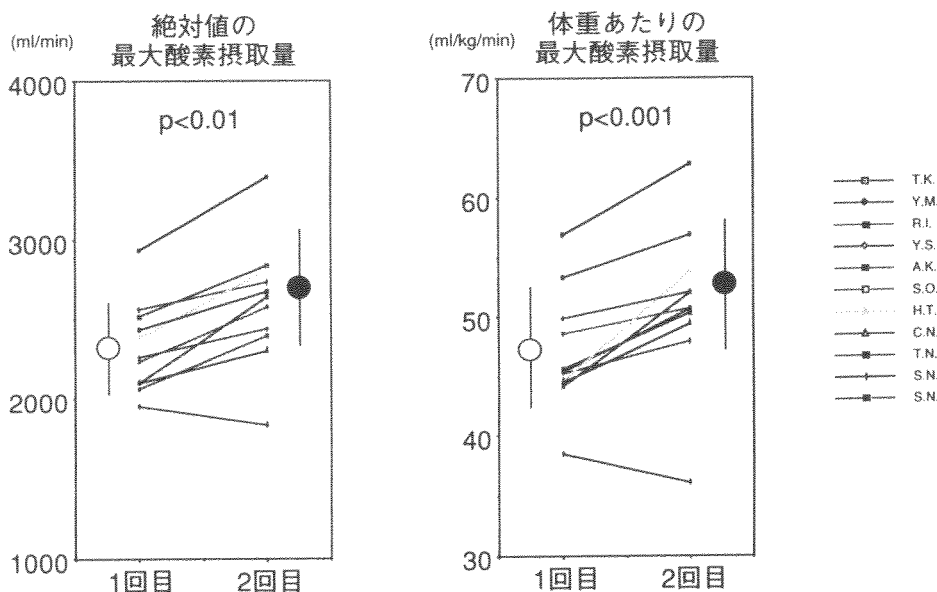 絶対値の
最大酸素摂取量
(ml/min)
4000
3000
2000
1000
p<0.01
1回目
2回目
体重あたりの
最大酸素摂取量
(ml/kg/min)
70
60
50
40
30
p<0.001
1回目
2回目
T.K.
Y.M.
R.I.
Y.S.
A.K.
S.O.
H.T.
C.N.
T.N.
S.N.
S.N.